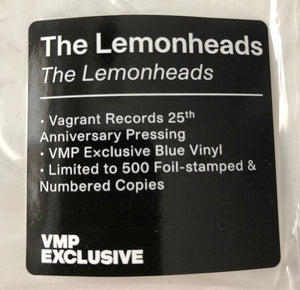 The Lemonheads
The Lemonheads
• Vagrant Records 25th
Anniversary Pressing
• VMP Exclusive Blue Vinyl
• Limited to 500 Foil-stamped &
Numbered Copies
VMP
EXCLUSIVE